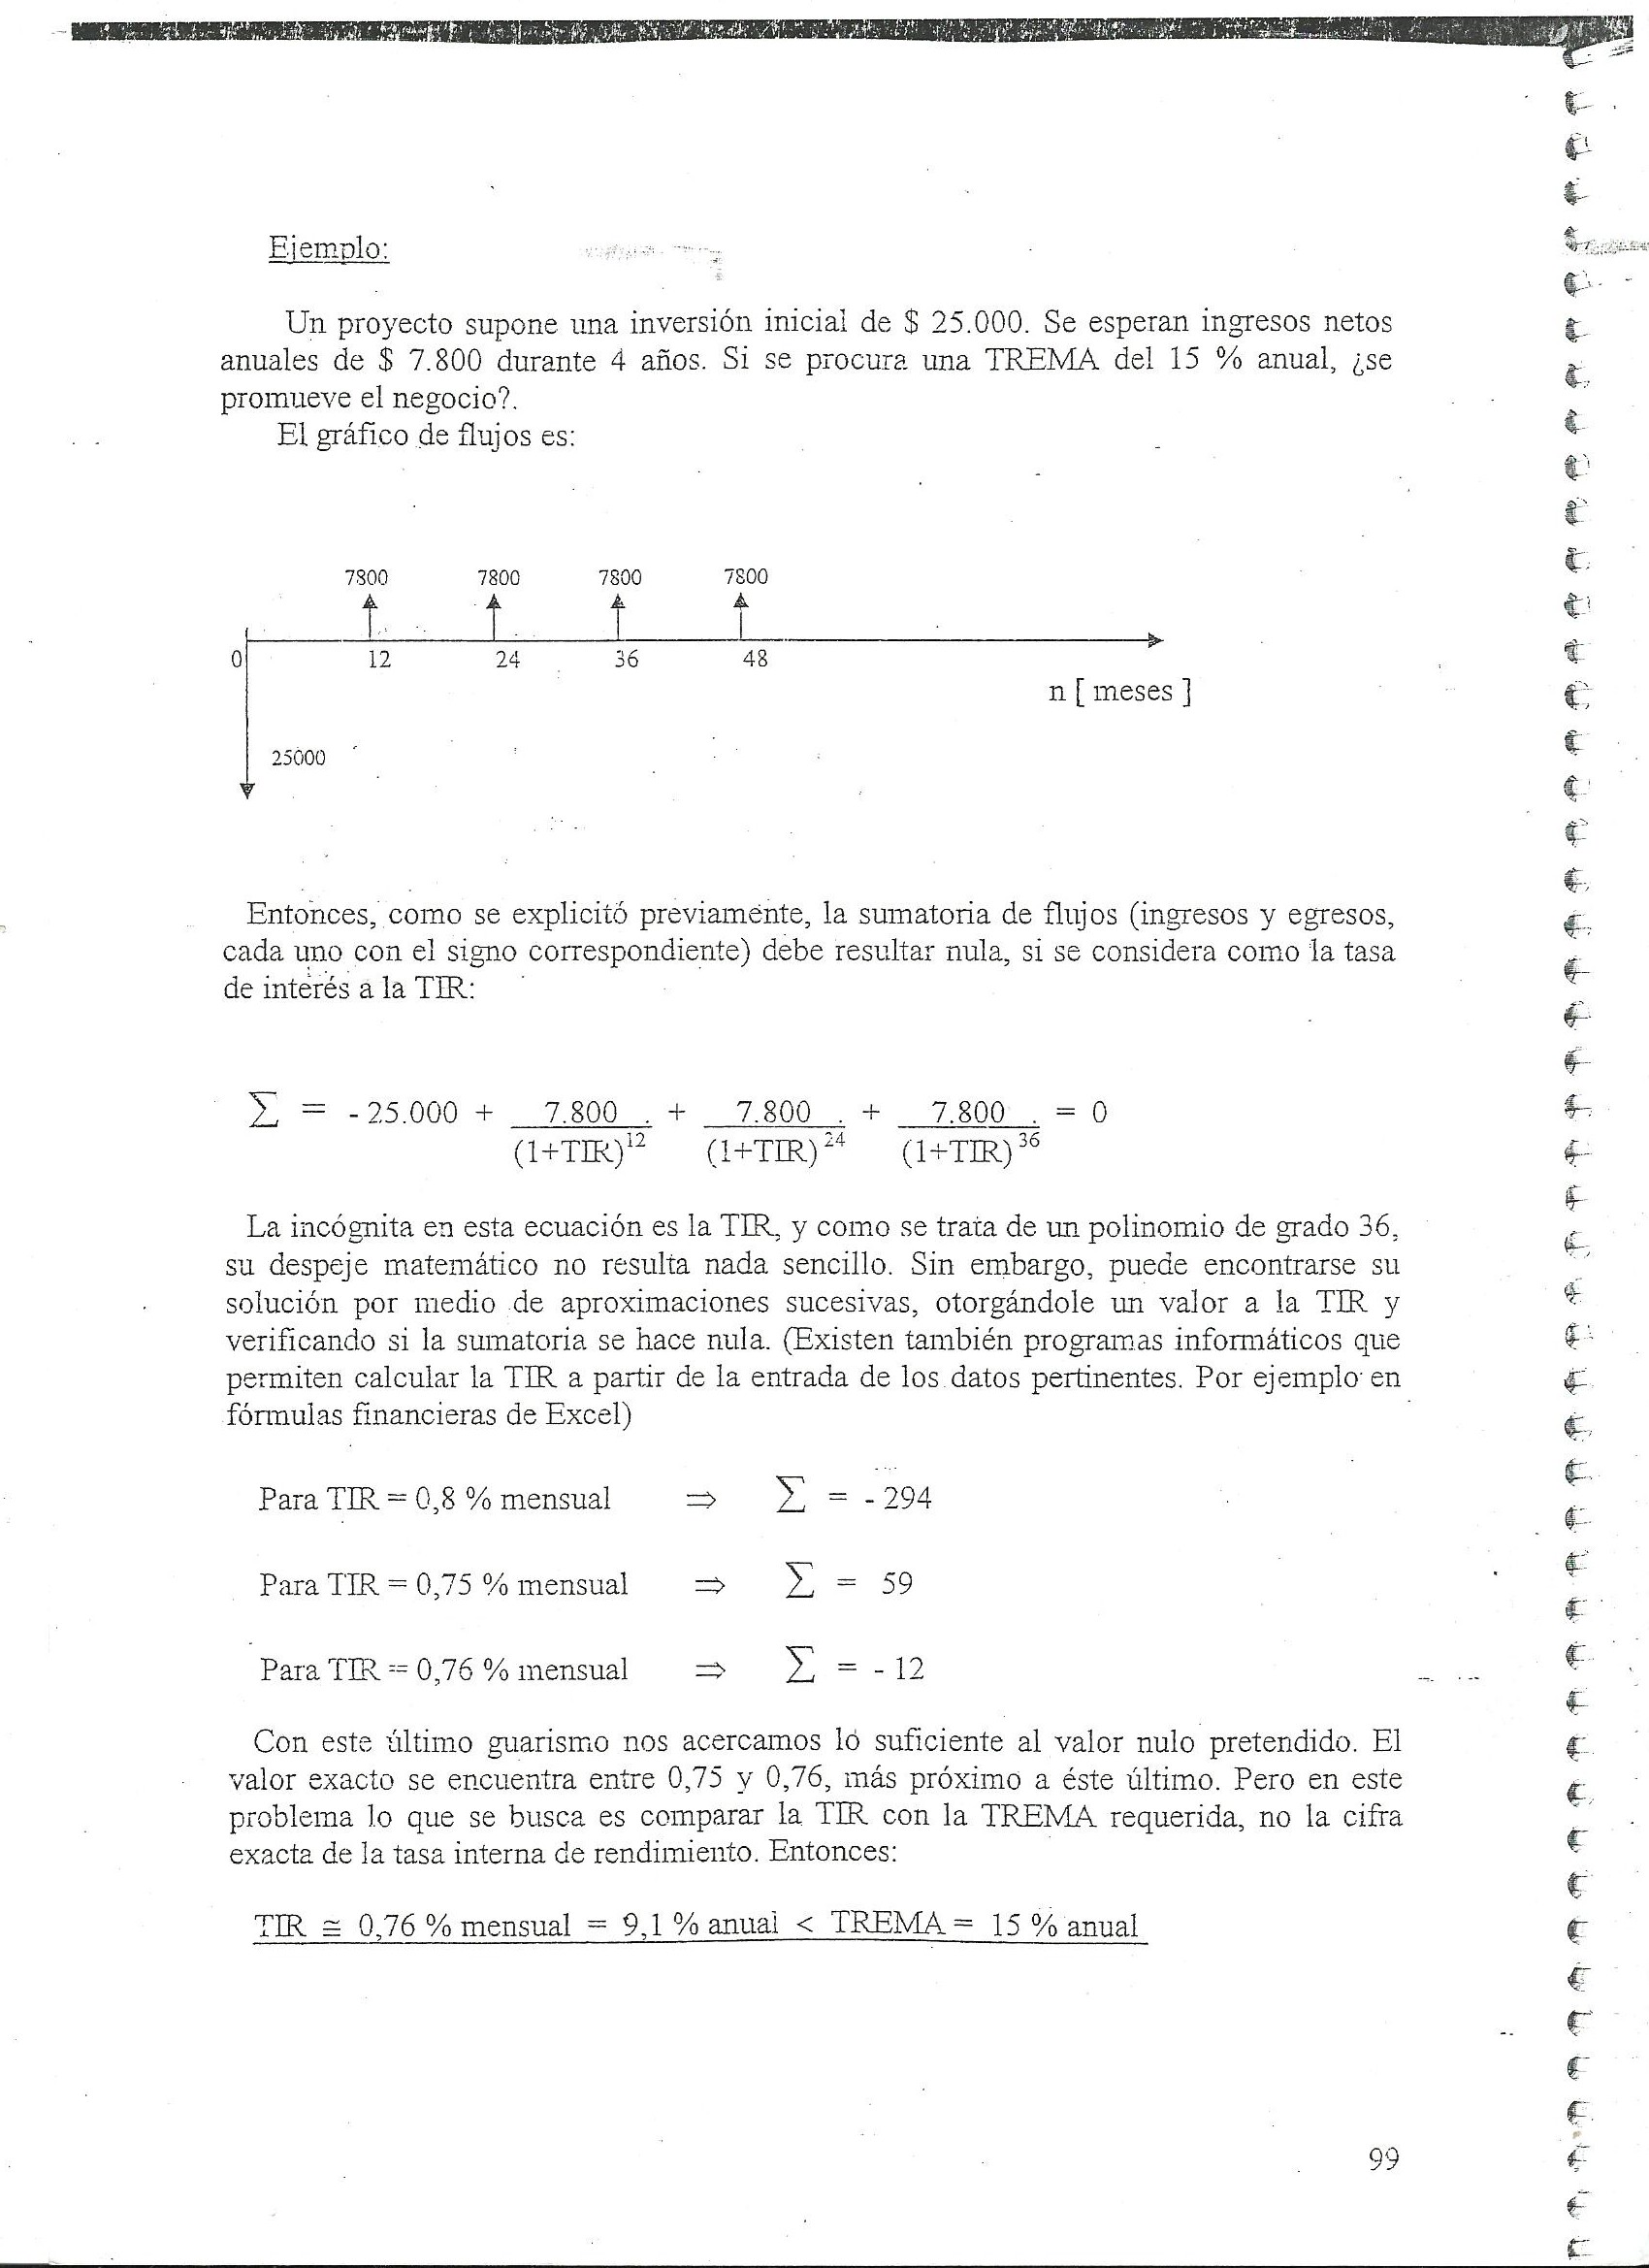 Ejemplo:
Un proyecto supone una inversión inicial de $ 25.000. Se esperan ingresos netos
anuales de $ 7.800 durante 4 años. Si se procura una TREMA del 15 % anual, ¿se
promueve el negocio?.
El gráfico de flujos es:
7800 7800 7800 7800
0 12 24 36 48
n [ meses ]
25000
Entonces, como se explicitó previamente, la sumatoria de flujos (ingresos y egresos,
cada uno con el signo correspondiente) debe resultar nula, si se considera como la tasa
de interés a la TIR:
∑ = - 25.000 + 7.800 . + 7.800 . + 7.800 . = 0
(1+TIR)¹² (1+TIR)²⁴ (1+TIR)³⁶
La incógnita en esta ecuación es la TIR, y como se trata de un polinomio de grado 36,
su despeje matemático no resulta nada sencillo. Sin embargo, puede encontrarse su
solución por medio de aproximaciones sucesivas, otorgándole un valor a la TIR y
verificando si la sumatoria se hace nula. (Existen también programas informáticos que
permiten calcular la TIR a partir de la entrada de los datos pertinentes. Por ejemplo en
fórmulas financieras de Excel)
Para TIR = 0,8 % mensual ⇒ ∑ = - 294
Para TIR = 0,75 % mensual ⇒ ∑ = 59
Para TIR = 0,76 % mensual ⇒ ∑ = - 12
Con este último guarismo nos acercamos lo suficiente al valor nulo pretendido. El
valor exacto se encuentra entre 0,75 y 0,76, más próximo a éste último. Pero en este
problema lo que se busca es comparar la TIR con la TREMA requerida, no la cifra
exacta de la tasa interna de rendimiento. Entonces:
TIR ≅ 0,76 % mensual = 9,1 % anual < TREMA = 15 % anual
99